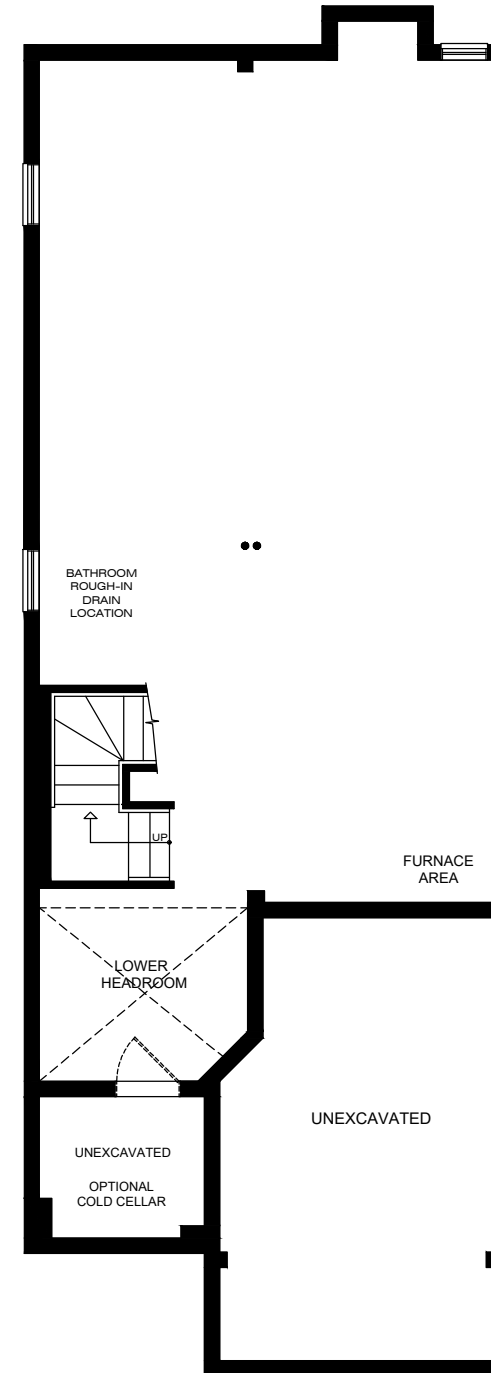 BATHROOM
ROUGH-IN
DRAIN
LOCATION
UP
FURNACE
AREA
LOWER
HEADROOM
UNEXCAVATED
UNEXCAVATED
OPTIONAL
COLD CELLAR